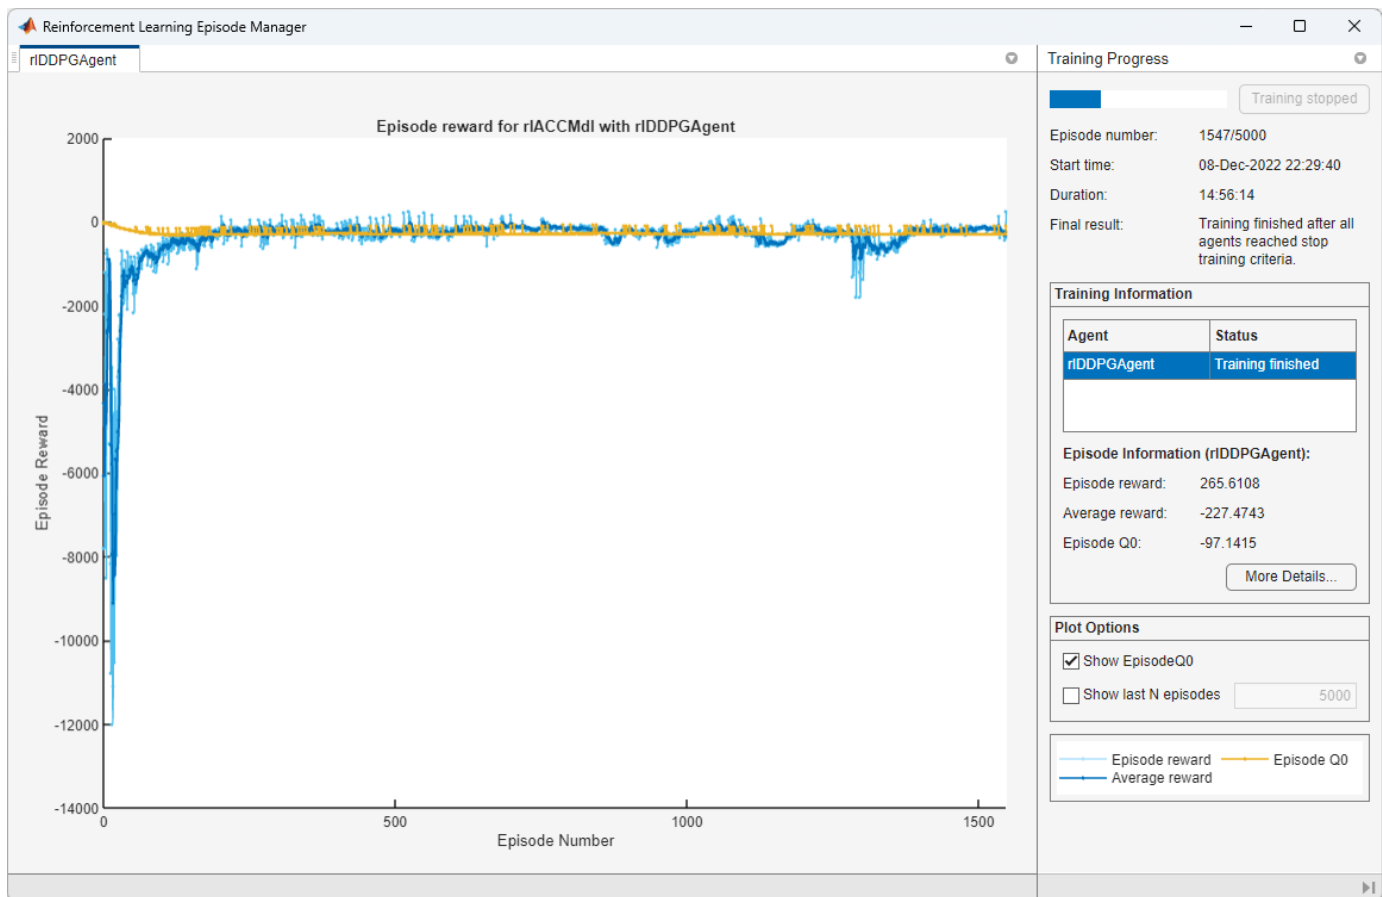 Reinforcement Learning Episode Manager
rlDDPGAgent
Episode reward for rlACCMdl with rlDDPGAgent
2000
0
-2000
-4000
-6000
-8000
-10000
-12000
-14000
Episode Reward
0
500
1000
1500
Episode Number
Training Progress
Training stopped
Episode number: 1547/5000
Start time: 08-Dec-2022 22:29:40
Duration: 14:56:14
Final result: Training finished after all
agents reached stop
training criteria.
Training Information
Agent Status
rlDDPGAgent Training finished
Episode Information (rlDDPGAgent):
Episode reward: 265.6108
Average reward: -227.4743
Episode Q0: -97.1415
More Details...
Plot Options
Show EpisodeQ0
Show last N episodes 5000
Episode reward Episode Q0
Average reward